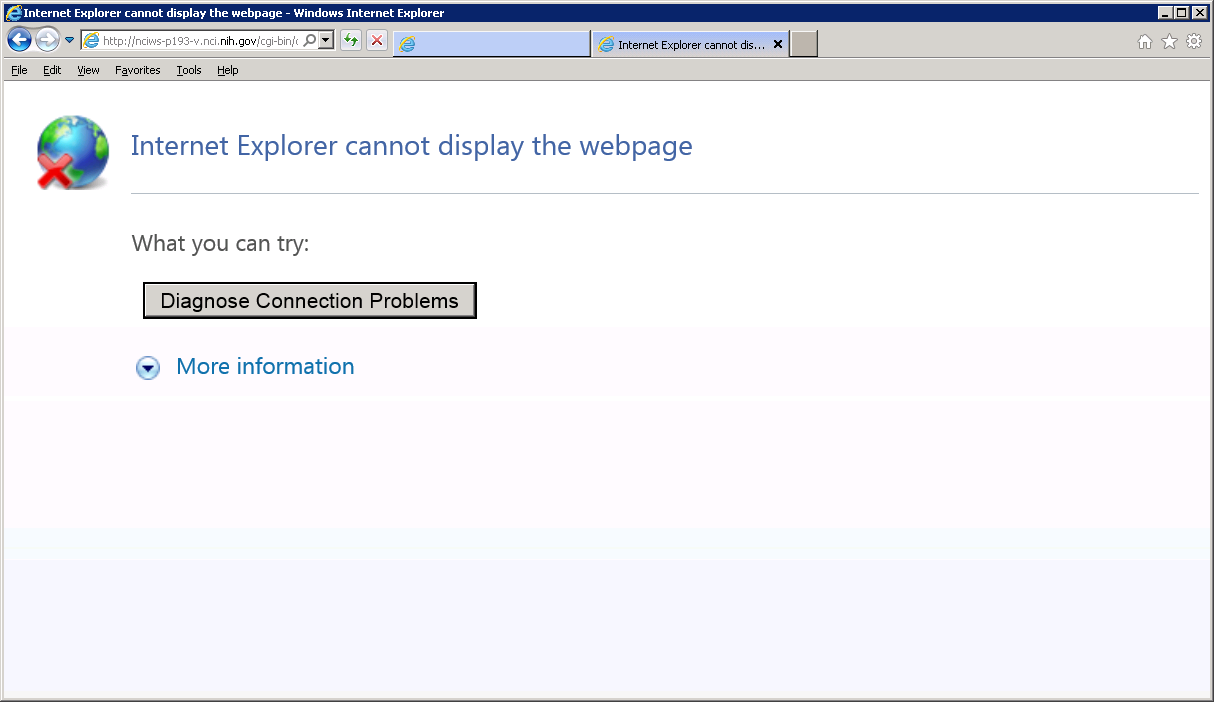 Internet Explorer cannot display the webpage - Windows Internet Explorer
http://nciws-p193-v.nci.nih.gov/cgi-bin/
Internet Explorer cannot dis...
File Edit View Favorites Tools Help
Internet Explorer cannot display the webpage
What you can try:
Diagnose Connection Problems
More information